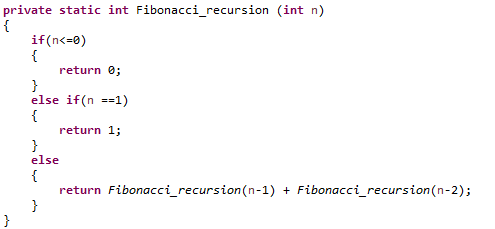 private static int Fibonacci_recursion (int n)
{
    if(n<=0)
    {
        return 0;
    }
    else if(n ==1)
    {
        return 1;
    }
    else
    {
        return Fibonacci_recursion(n-1) + Fibonacci_recursion(n-2);
    }
}